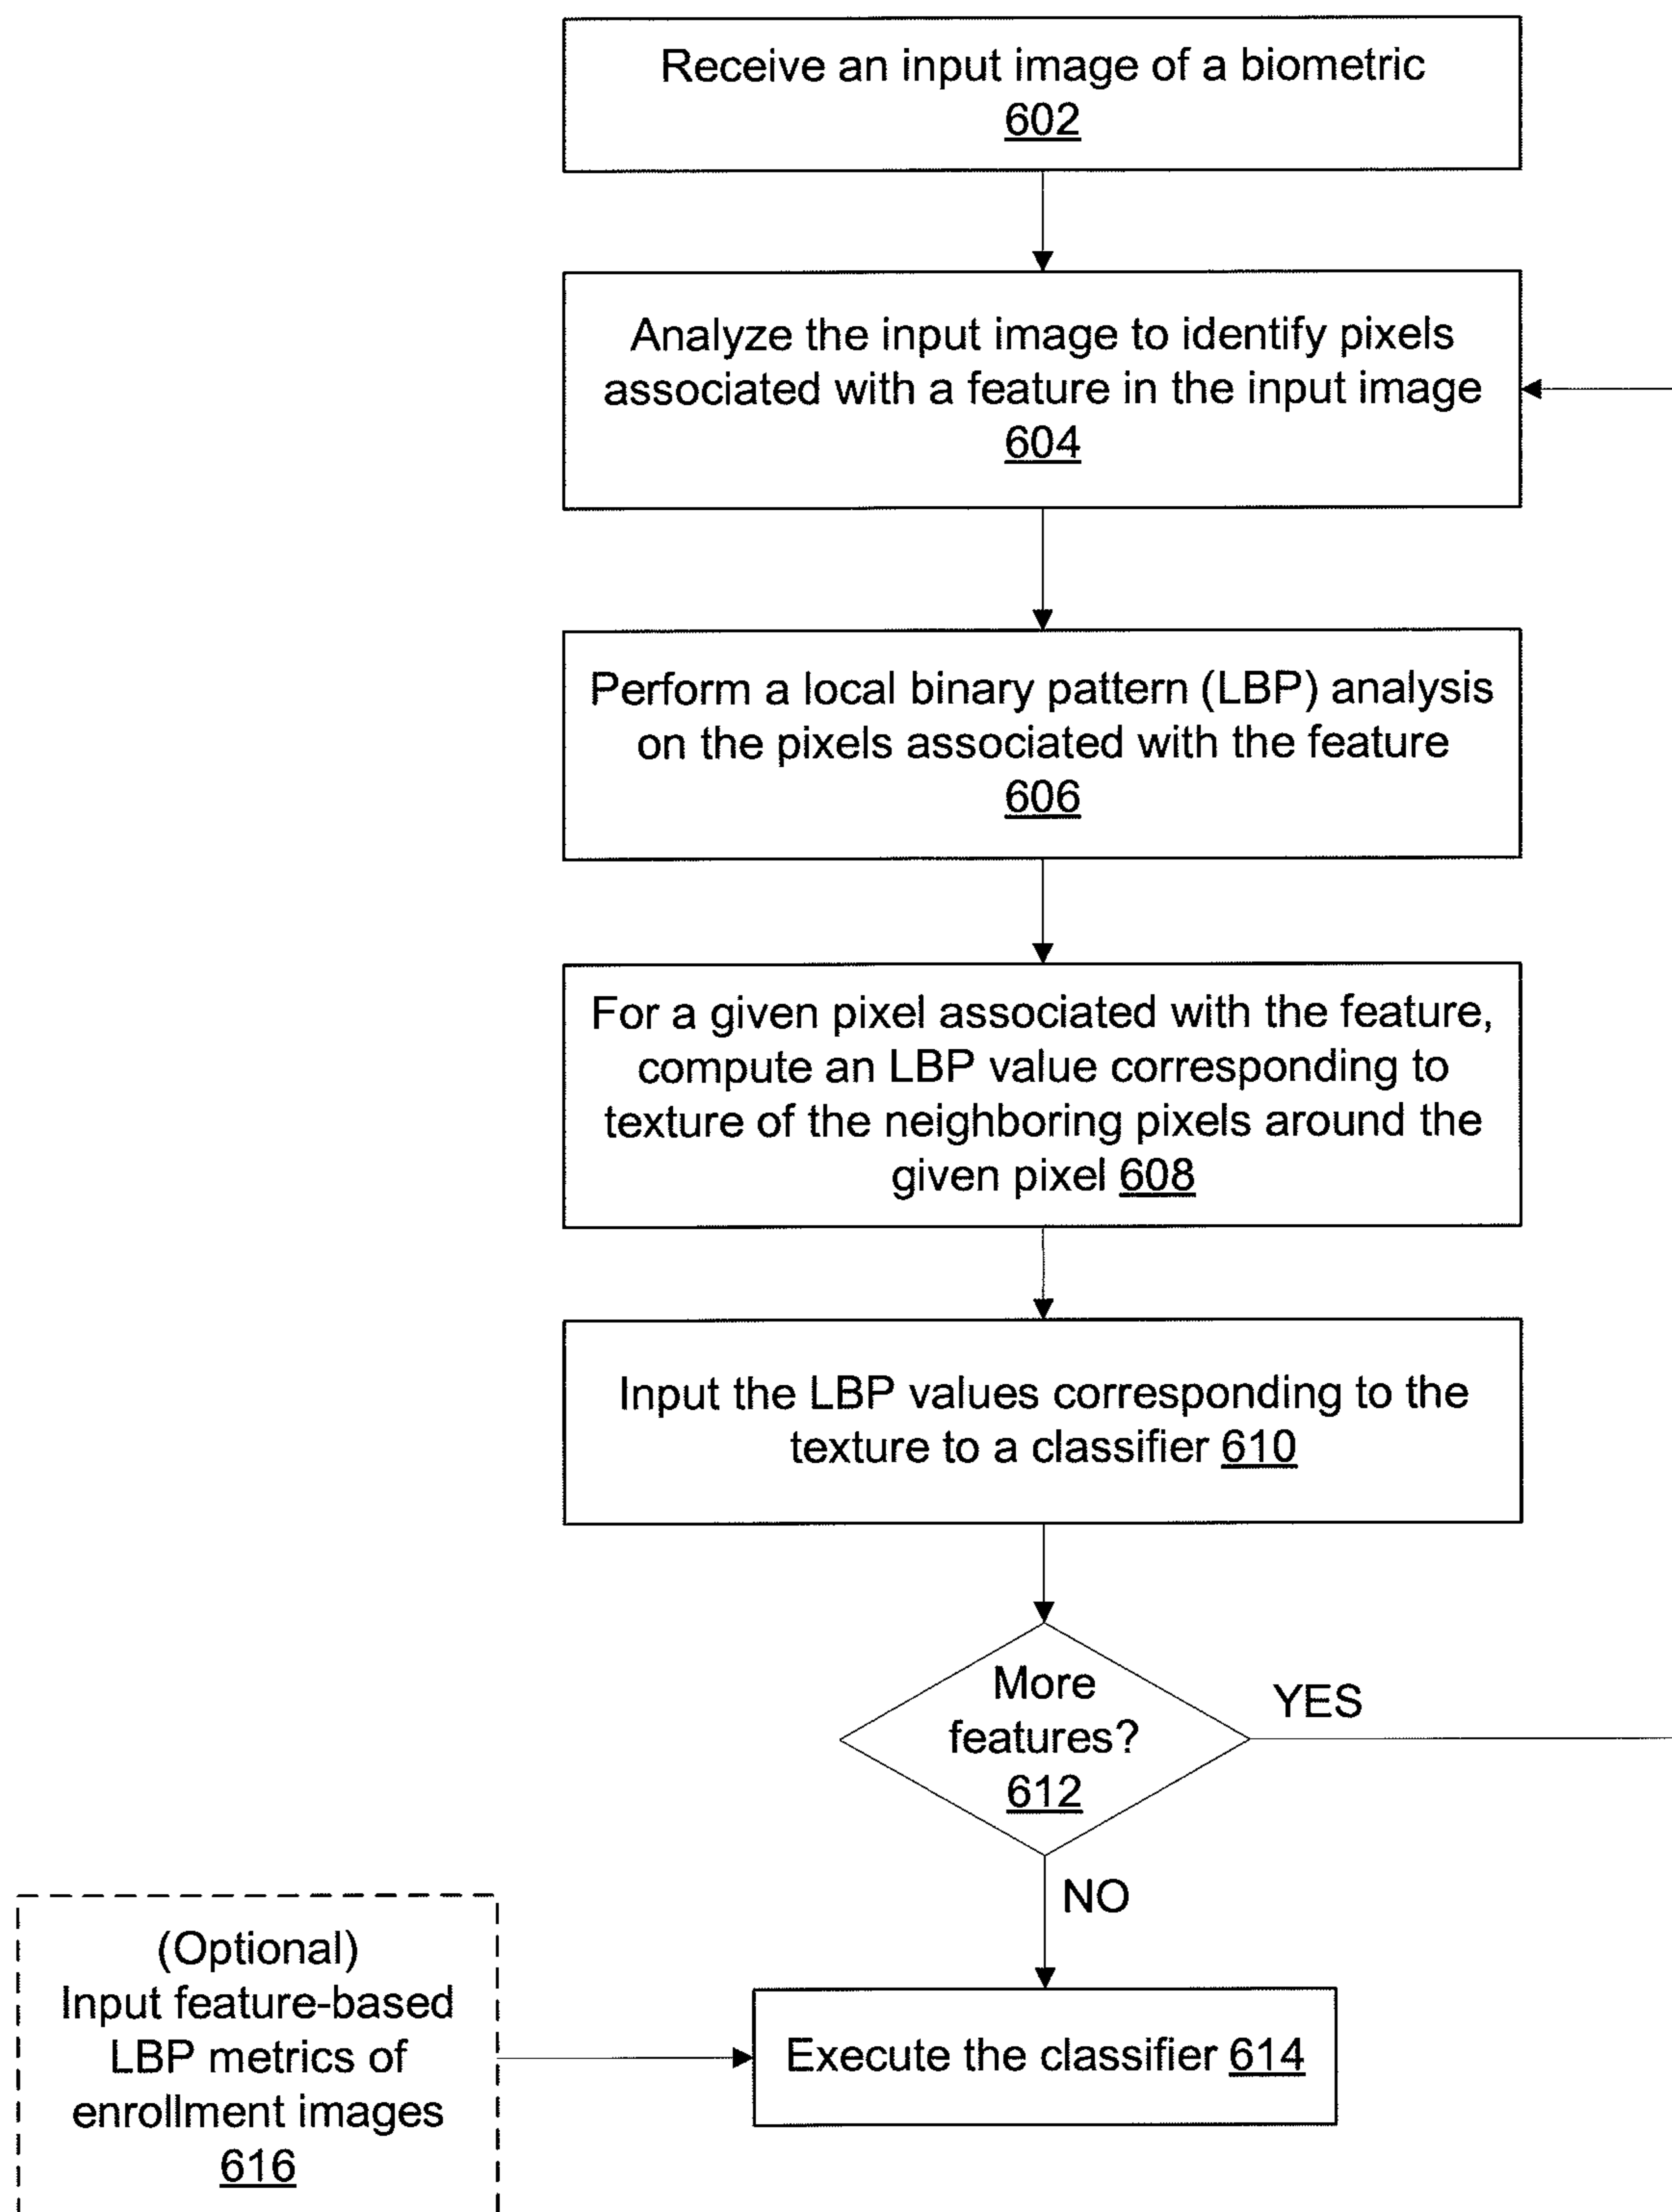 Receive an input image of a biometric
602
Analyze the input image to identify pixels
associated with a feature in the input image
604
Perform a local binary pattern (LBP) analysis
on the pixels associated with the feature
606
For a given pixel associated with the feature,
compute an LBP value corresponding to
texture of the neighboring pixels around the
given pixel 608
Input the LBP values corresponding to the
texture to a classifier 610
More
features?
612
YES
NO
(Optional)
Input feature-based
LBP metrics of
enrollment images
616
Execute the classifier 614